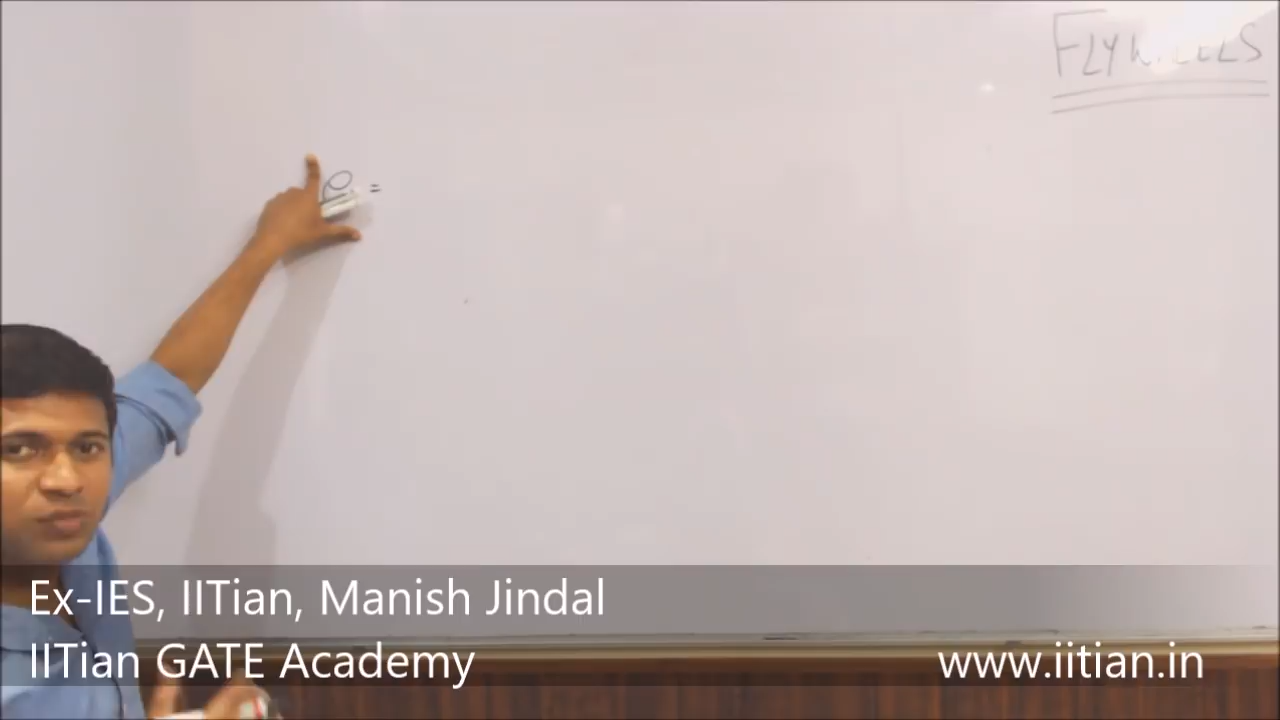 FLYWHEELS
e =
Ex-IES, IITian, Manish Jindal
IITian GATE Academy
www.iitian.in